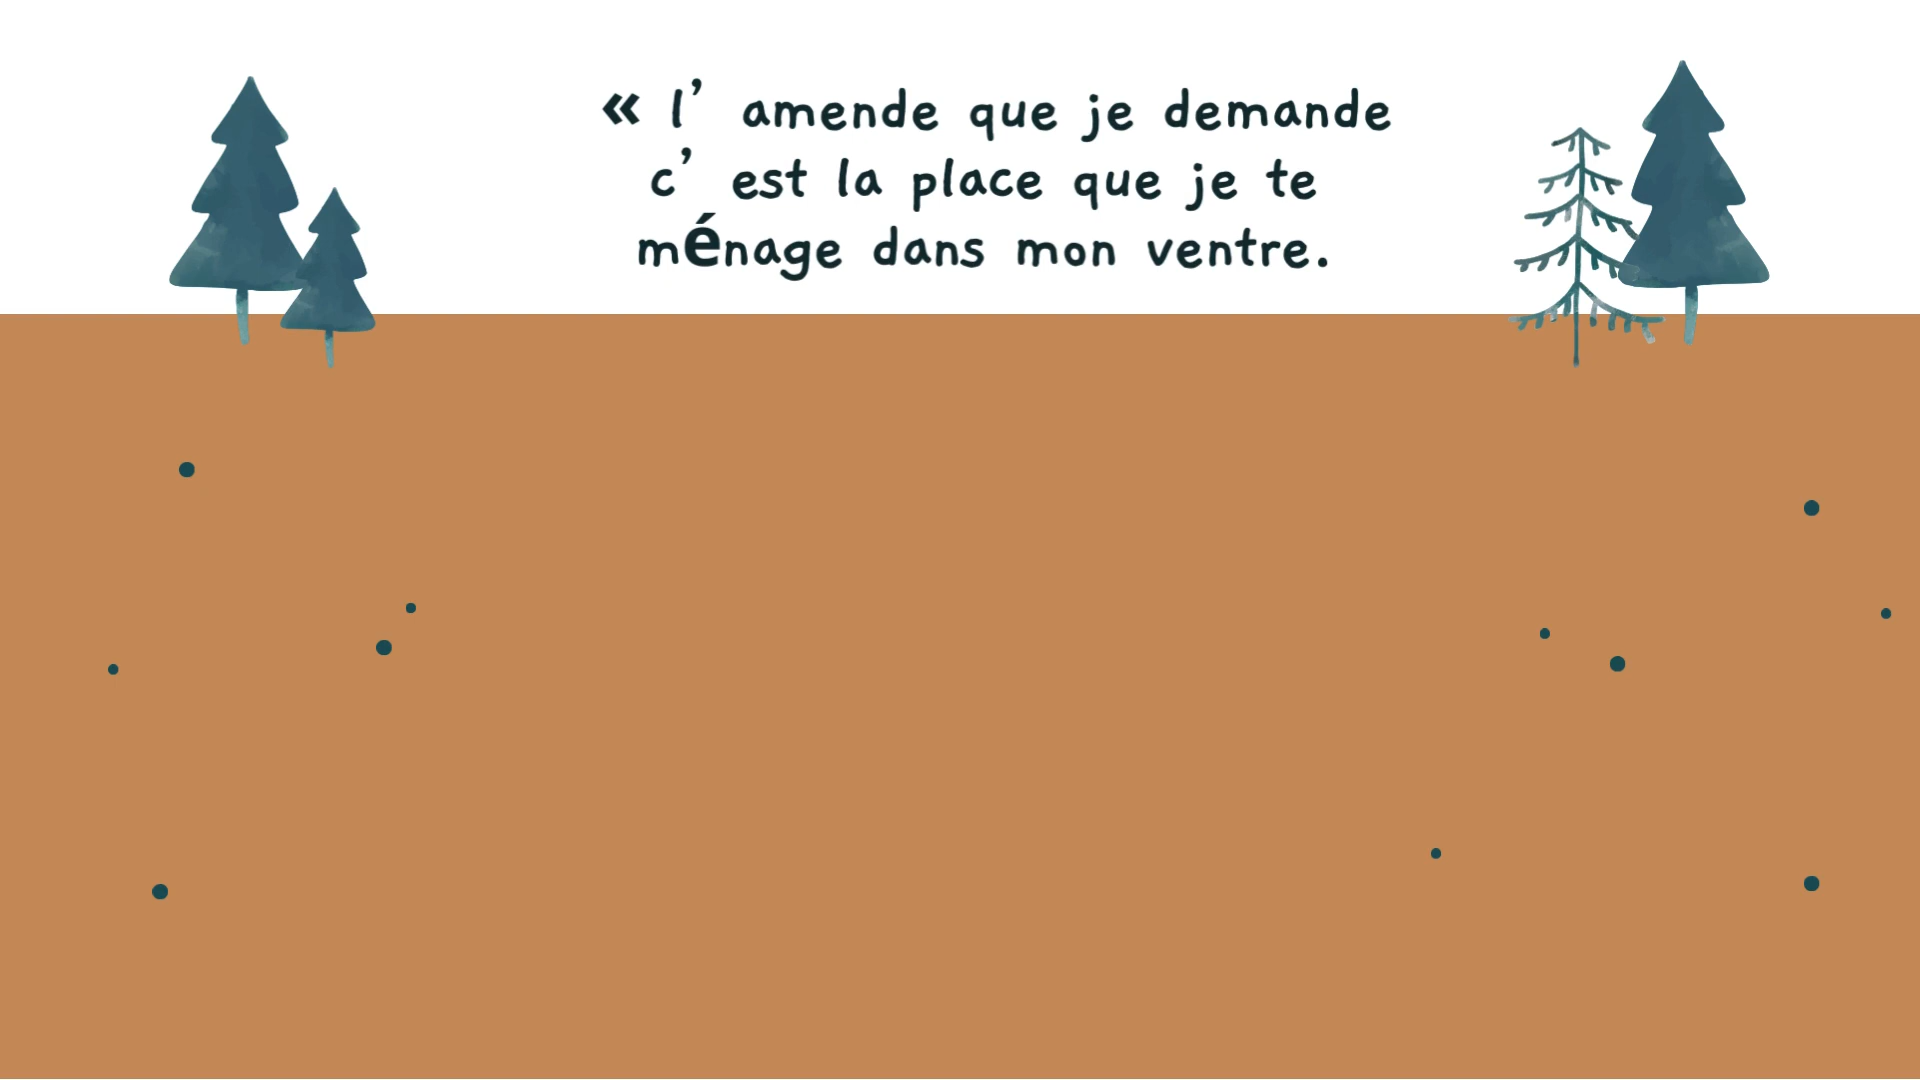 « l’ amende que je demande
c’ est la place que je te
ménage dans mon ventre.